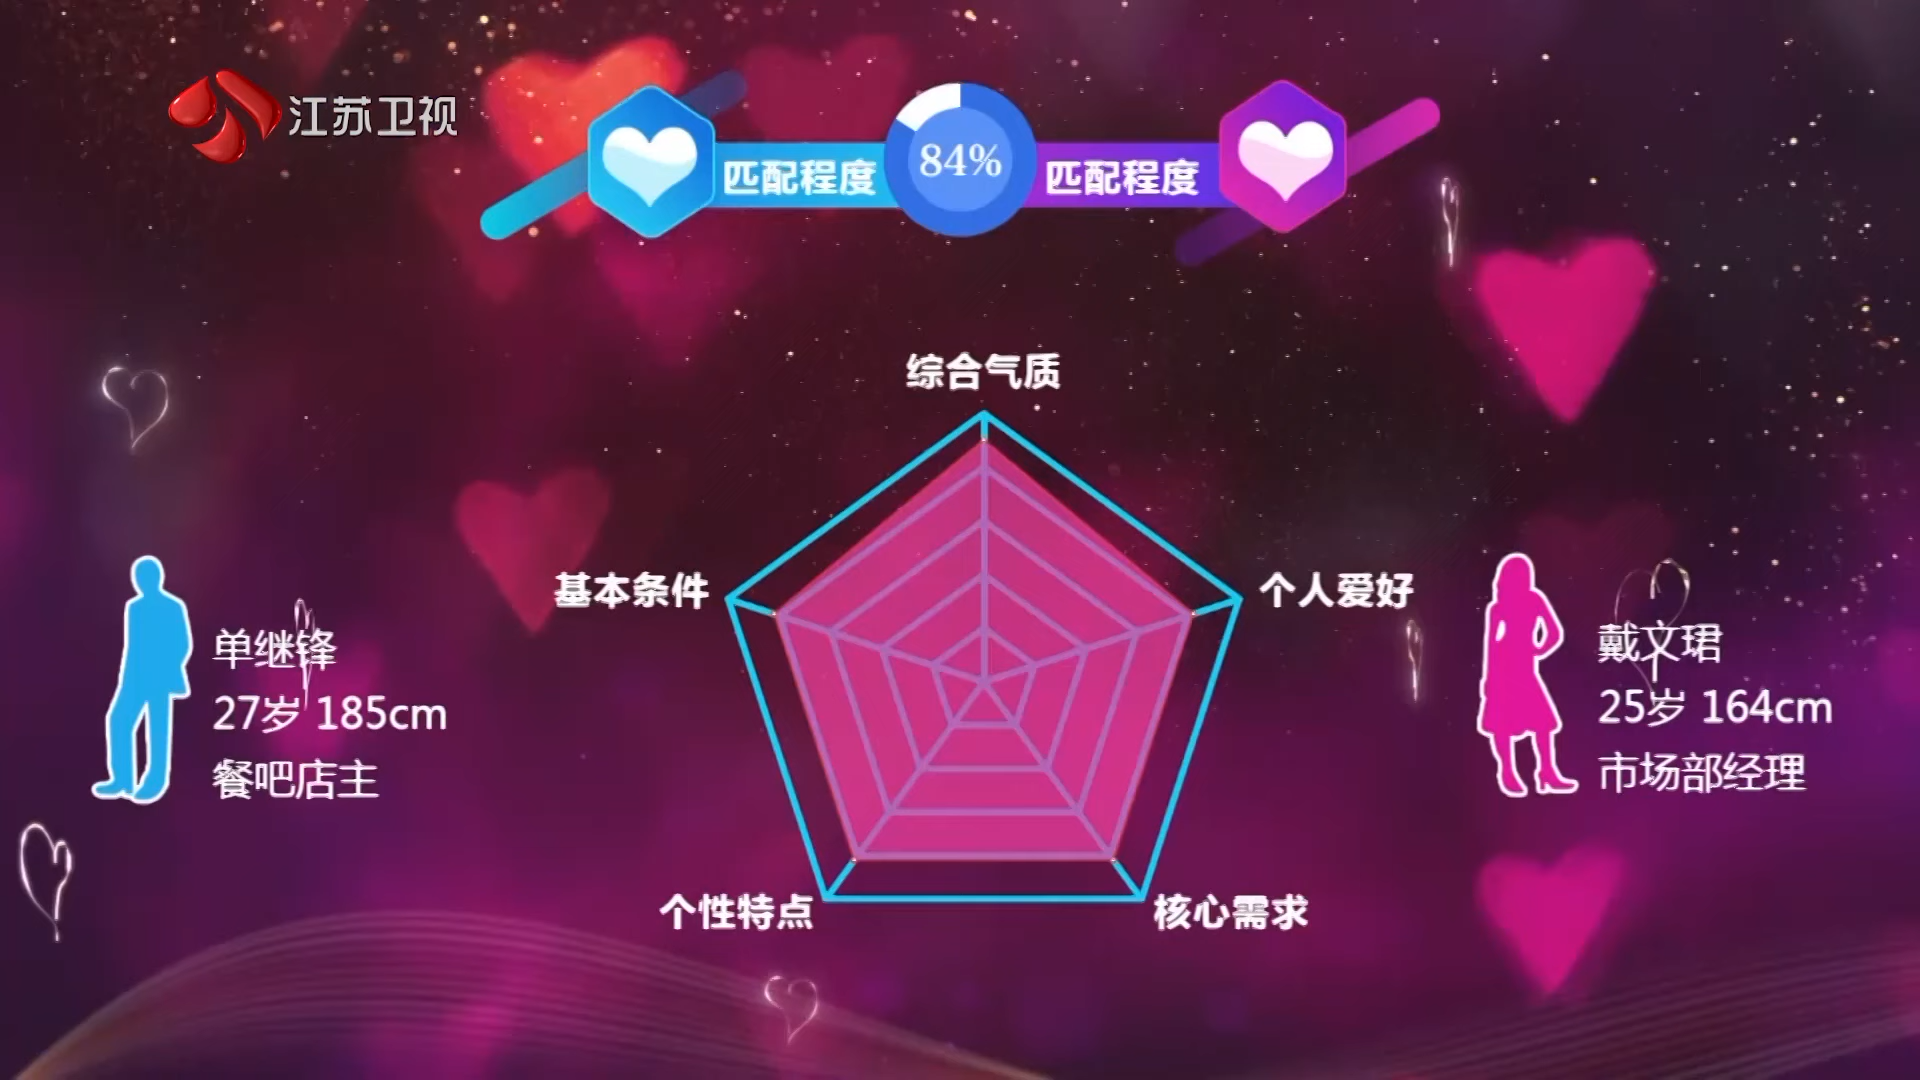 江苏卫视
匹配程度
84%
匹配程度
综合气质
基本条件
个人爱好
单继锋
27岁 185cm
餐吧店主
戴文珺
25岁 164cm
市场部经理
个性特点
核心需求